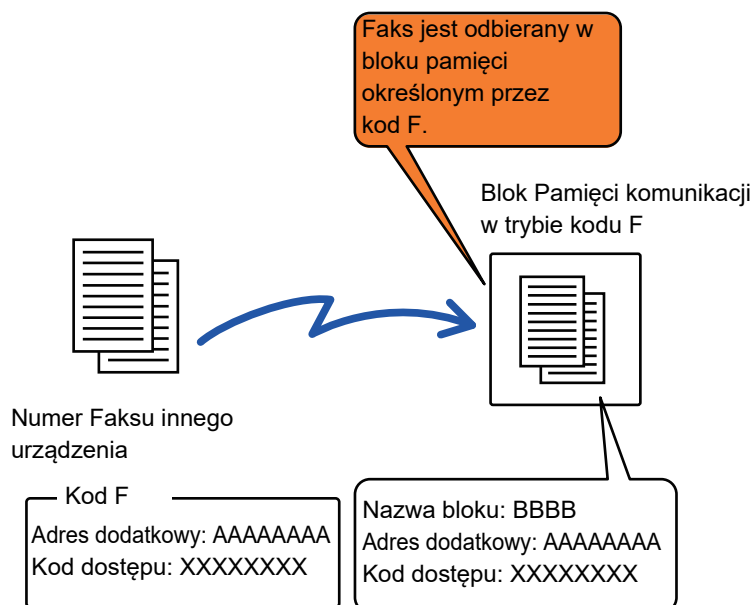 Faks jest odbierany w
bloku pamięci
określonym przez
kod F.
Blok Pamięci komunikacji
w trybie kodu F
Numer Faksu innego
urządzenia
Kod F
Adres dodatkowy: AAAAAAAA
Kod dostępu: XXXXXXXX
Nazwa bloku: BBBB
Adres dodatkowy: AAAAAAAA
Kod dostępu: XXXXXXXX